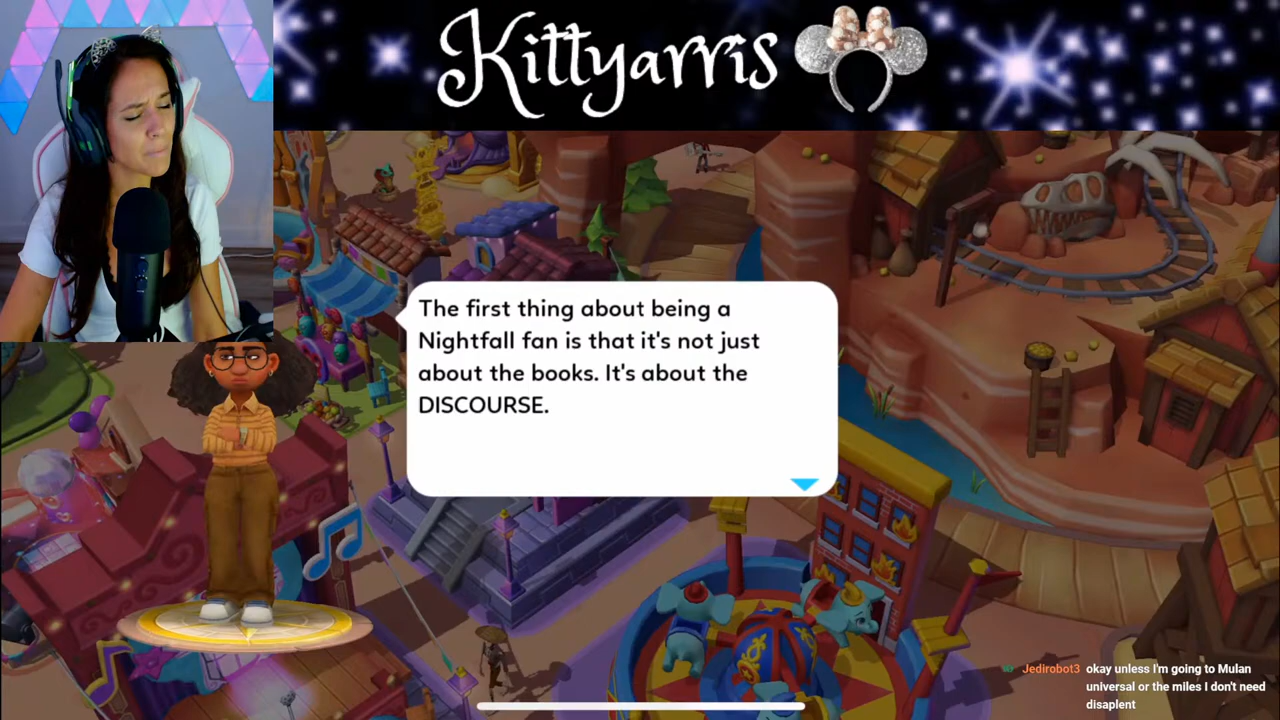 Kittyarris
The first thing about being a
Nightfall fan is that it's not just
about the books. It's about the
DISCOURSE.
Jedirobot3 okay unless I'm going to Mulan
universal or the miles I don't need
disaplent